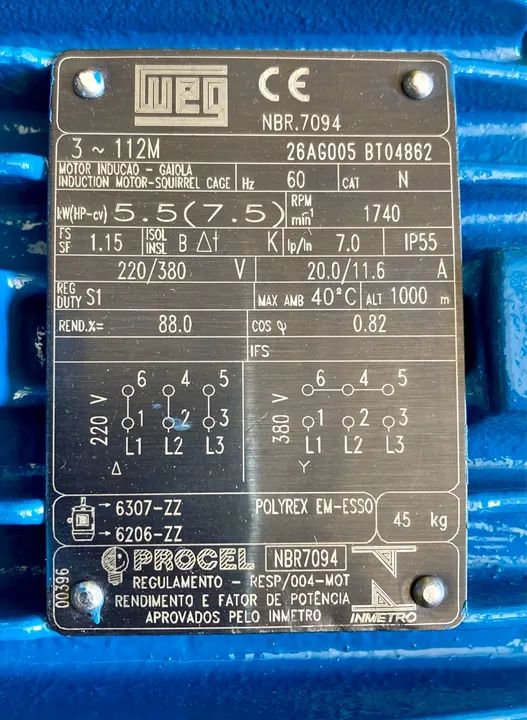 WEG CE
NBR.7094
3 ~ 112M 26AG005 BT04862
MOTOR INDUCAO - GAIOLA
INDUCTION MOTOR-SQUIRREL CAGE Hz 60 CAT N
kW(HP-cv) 5.5(7.5) RPM min⁻¹ 1740
FS SF 1.15 ISOL INSL B Δt K Ip/In 7.0 IP55
220/380 V 20.0/11.6 A
REG DUTY S1 MAX AMB 40ºC ALT 1000 m
REND.%= 88.0 COS φ 0.82
IFS
6 4 5 6 4 5
220 V 1 2 3 380 V 1 2 3
L1 L2 L3 L1 L2 L3
Δ Y
6307-ZZ POLYREX EM-ESSO 45 kg
6206-ZZ
PROCEL NBR7094
REGULAMENTO - RESP/004-MOT
RENDIMENTO E FATOR DE POTÊNCIA
APROVADOS PELO INMETRO INMETRO
00396